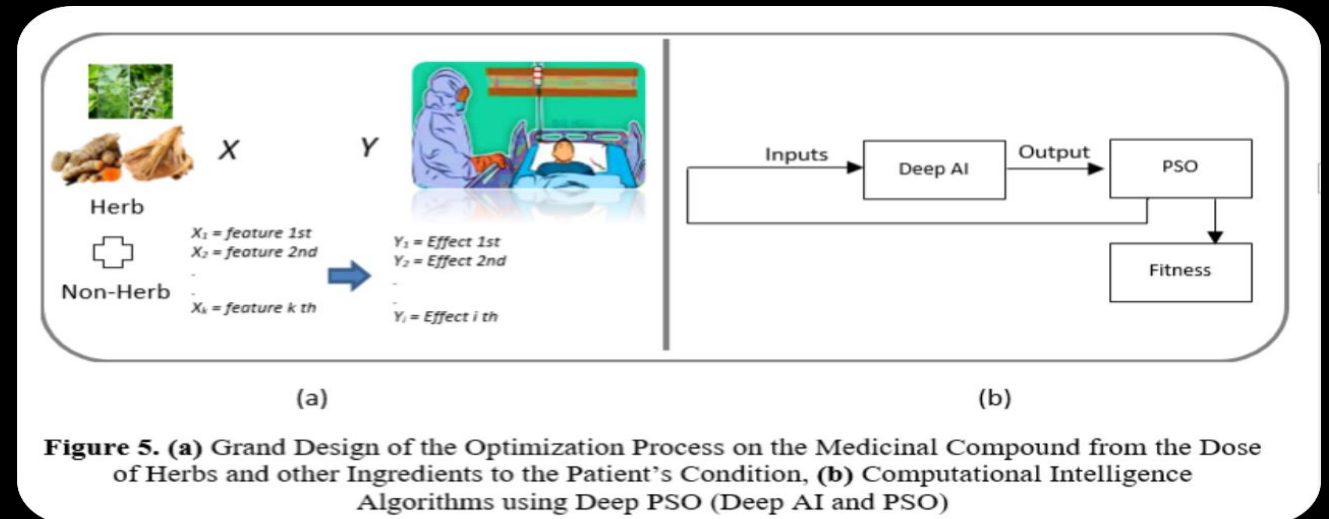 X
Y
Herb
Non-Herb
X₁ = feature 1st
X₂ = feature 2nd
.
.
Xₖ = feature k th
Y₁ = Effect 1st
Y₂ = Effect 2nd
.
.
Yᵢ = Effect i th
(a)
Inputs
Deep AI
Output
PSO
Fitness
(b)
Figure 5. (a) Grand Design of the Optimization Process on the Medicinal Compound from the Dose
of Herbs and other Ingredients to the Patient's Condition, (b) Computational Intelligence
Algorithms using Deep PSO (Deep AI and PSO)